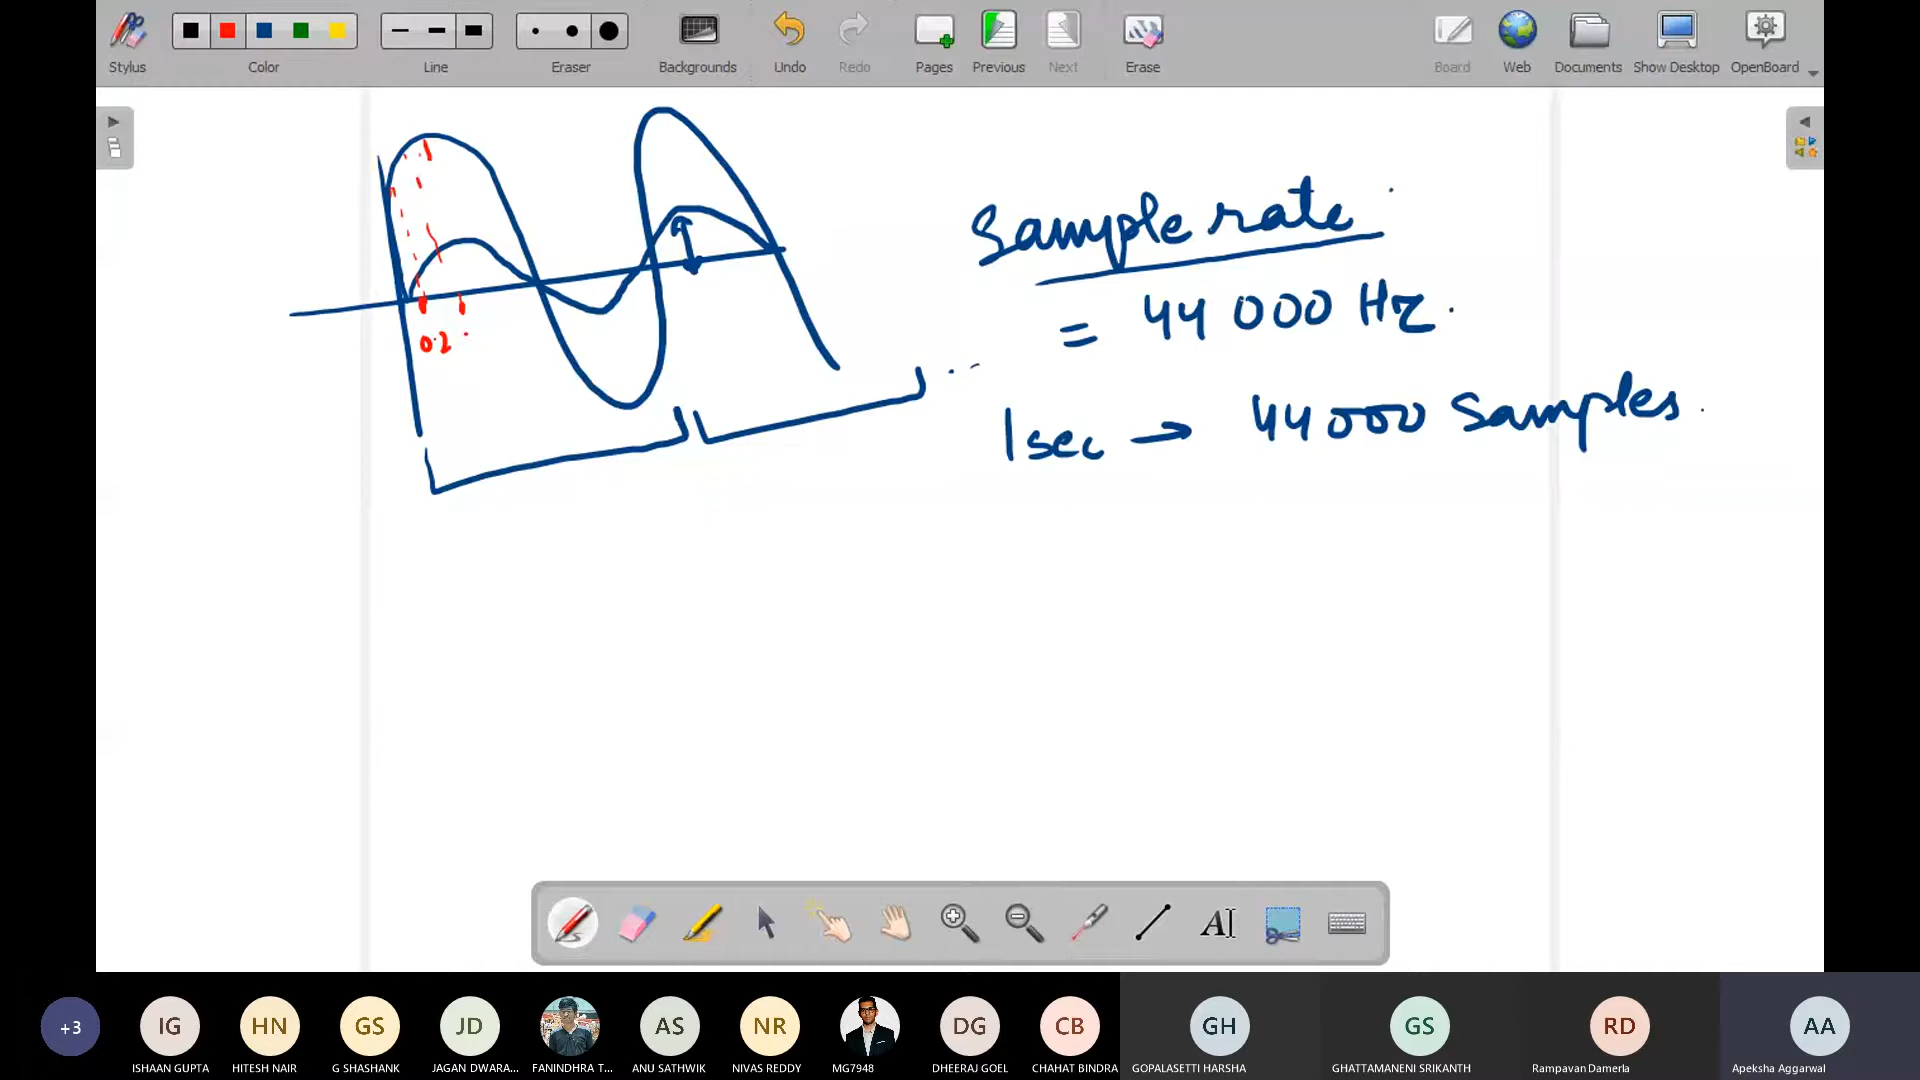 Stylus
Color
Line
Eraser
Backgrounds
Undo
Redo
Pages
Previous
Next
Erase
Board
Web
Documents
Show Desktop
OpenBoard
Sample rate
= 44 000 Hz.
1 sec → 44000 Samples.
0.2
AI
+3
IG
HN
GS
JD
AS
NR
DG
CB
GH
GS
RD
AA
ISHAAN GUPTA
HITESH NAIR
G SHASHANK
JAGAN DWARA...
FANINDHRA T...
ANU SATHWIK
NIVAS REDDY
MG7948
DHEERAJ GOEL
CHAHAT BINDRA
GOPALASETTI HARSHA
GHATTAMANENI SRIKANTH
Rampavan Damerla
Apeksha Aggarwal